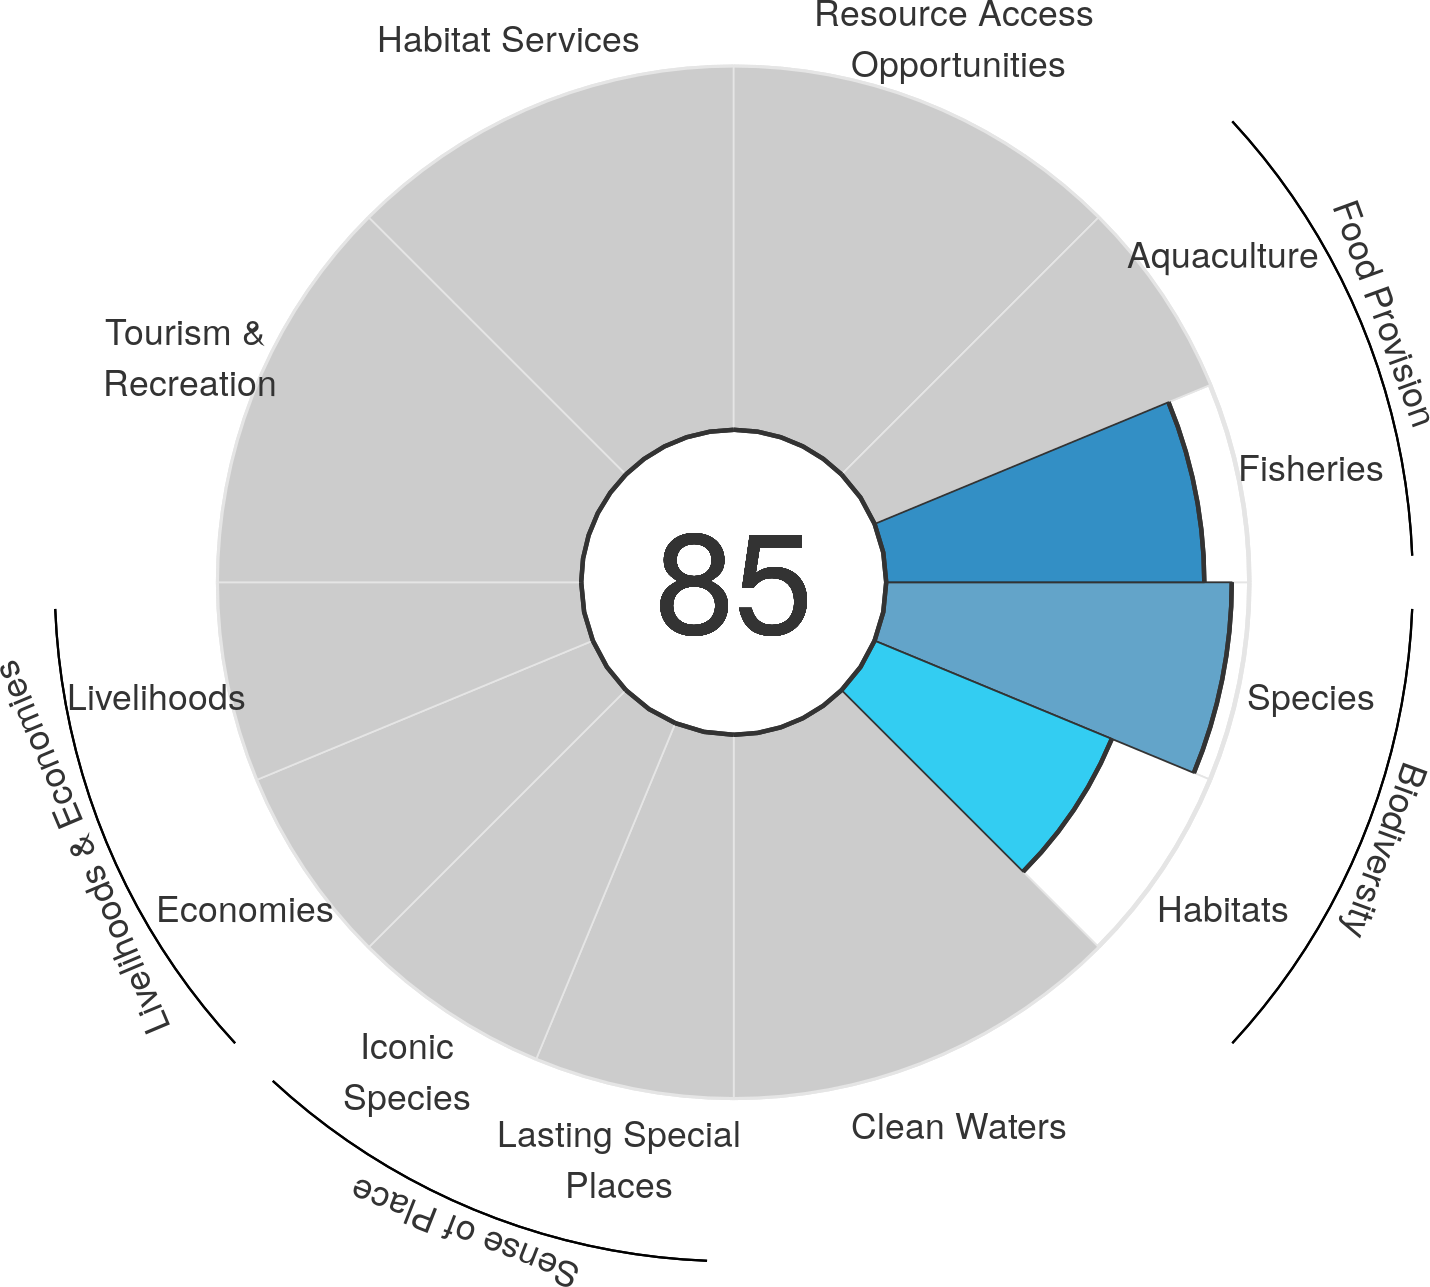 Habitat Services
Resource Access
Opportunities
Aquaculture
Food Provision
Tourism &
Recreation
Fisheries
85
Livelihoods
Species
Livelihoods & Economies
Biodiversity
Economies
Habitats
Iconic
Species
Lasting Special
Places
Clean Waters
Sense of Place